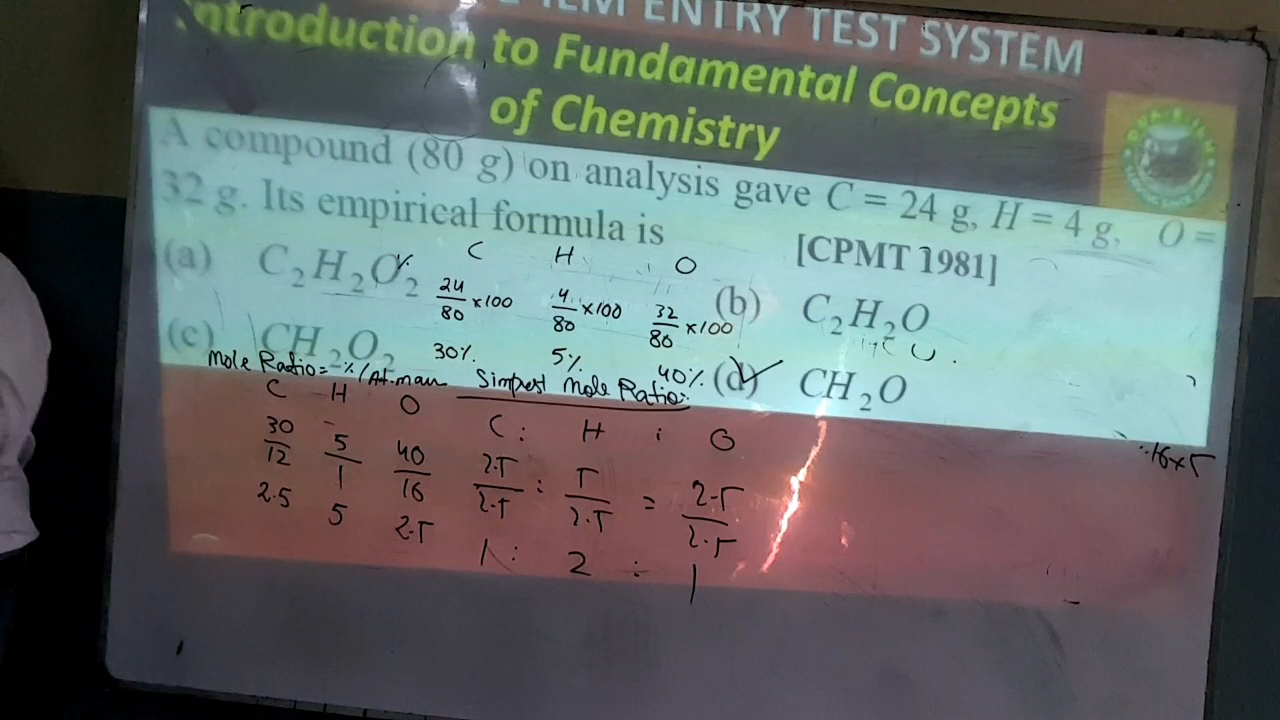 ENTRY TEST SYSTEM
ntroduction to Fundamental Concepts
of Chemistry
A compound (80 g) on analysis gave C = 24 g, H = 4 g, O =
32 g. Its empirical formula is
[CPMT 1981]
(a) C₂H₂O₂
(b) C₂H₂O
(c) CH₂O₂
(d) CH₂O
C H O
24/80 ×100 4/80 ×100 32/80 ×100
30% 5% 40%
Mole Ratio = % / At. mass
C H O
30/12 5/1 40/16
2.5 5 2.5
Simplest Mole Ratio:
C : H : O
2.5/2.5 : 5/2.5 = 2.5/2.5
1 : 2 : 1
16×5